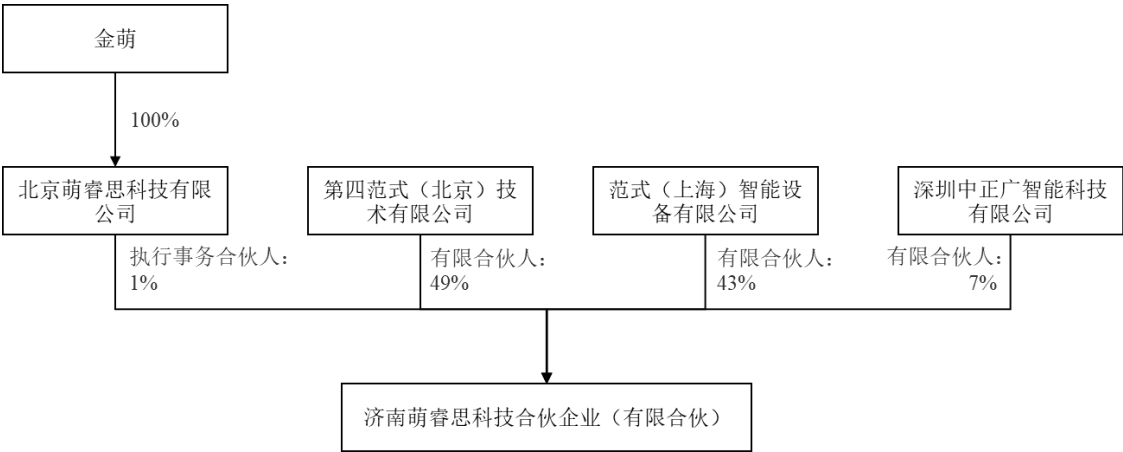 金萌
100%
北京萌睿思科技有限
公司
第四范式（北京）技
术有限公司
范式（上海）智能设
备有限公司
深圳中正广智能科技
有限公司
执行事务合伙人：
1%
有限合伙人：
49%
有限合伙人：
43%
有限合伙人：
7%
济南萌睿思科技合伙企业（有限合伙）